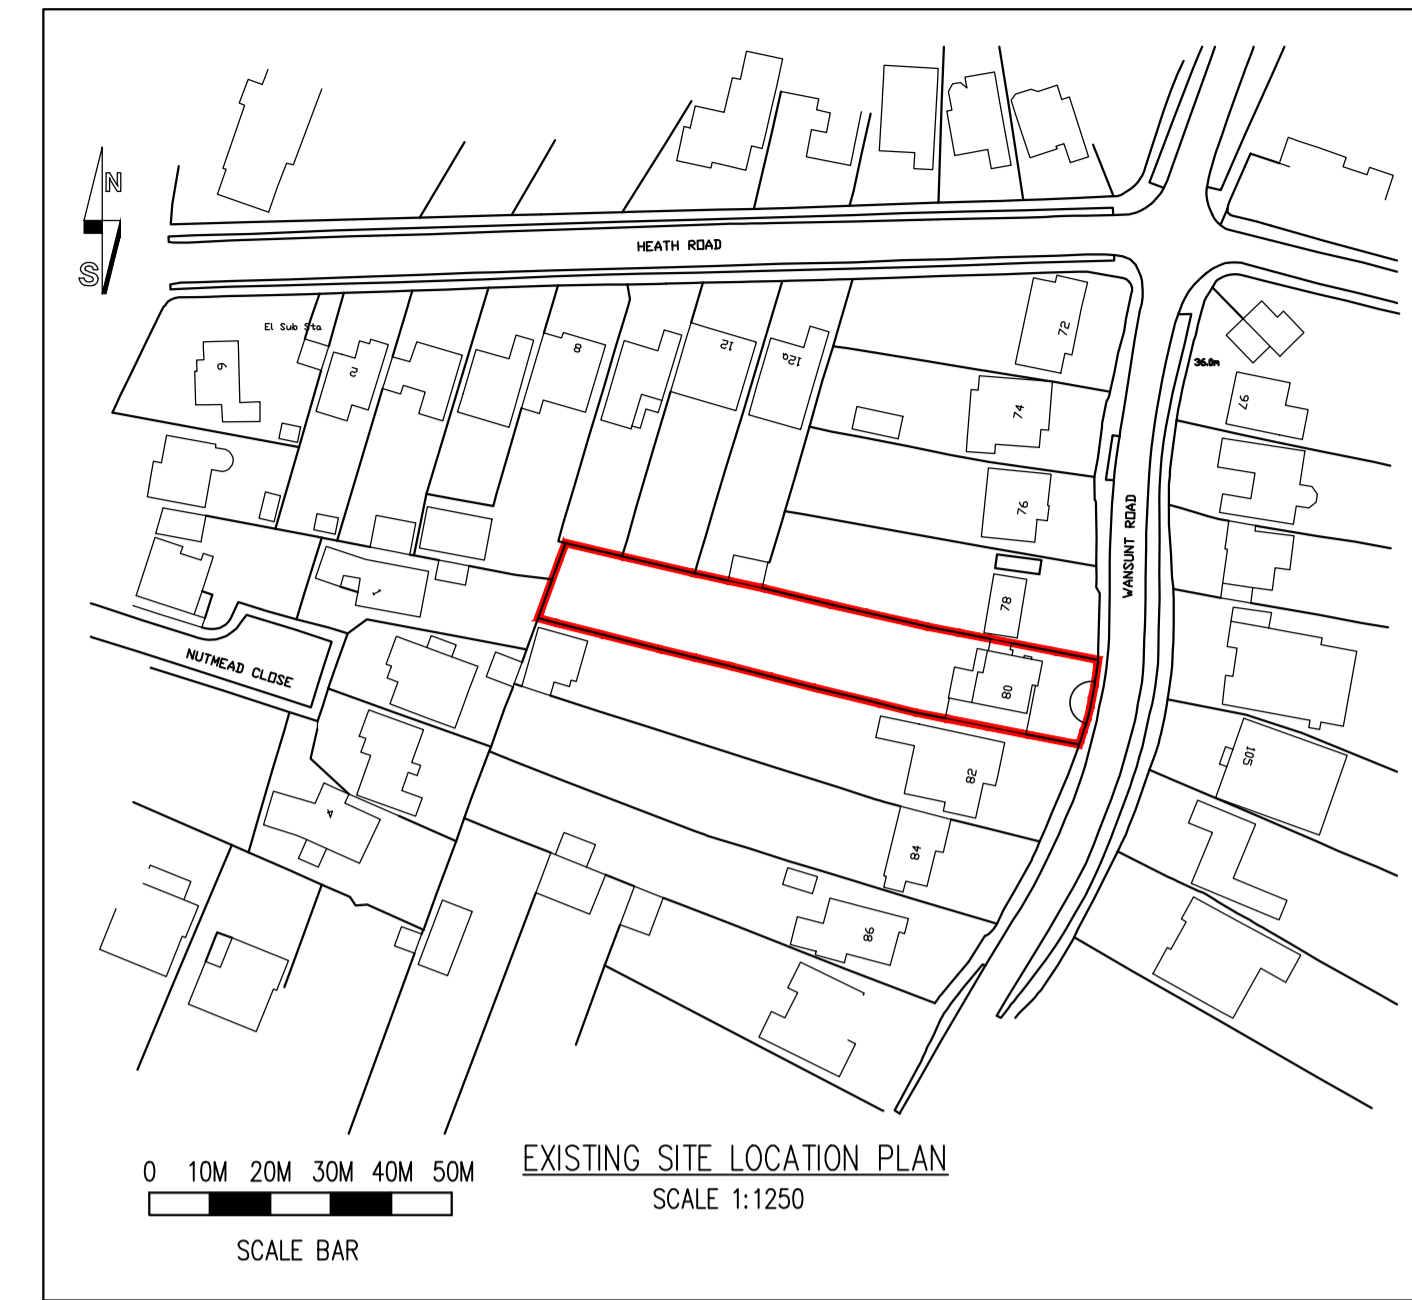 N
S
HEATH ROAD
El Sub Sta
72
6
2
8
12
12a
36.0m
97
74
76
WANSUNT ROAD
1
78
NUTMEAD CLOSE
80
82
105
4
84
86
EXISTING SITE LOCATION PLAN
SCALE 1:1250
0 10M 20M 30M 40M 50M
SCALE BAR